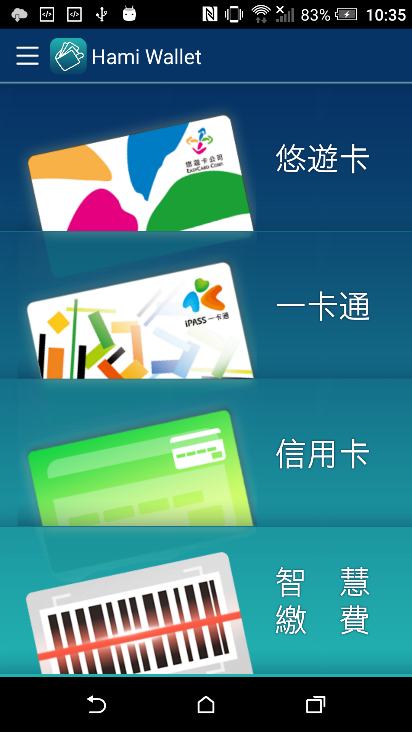 83% 10:35
Hami Wallet
悠遊卡公司
EASYCARD CORP.
悠遊卡
iPASS 一卡通
一卡通
信用卡
智 慧
繳 費